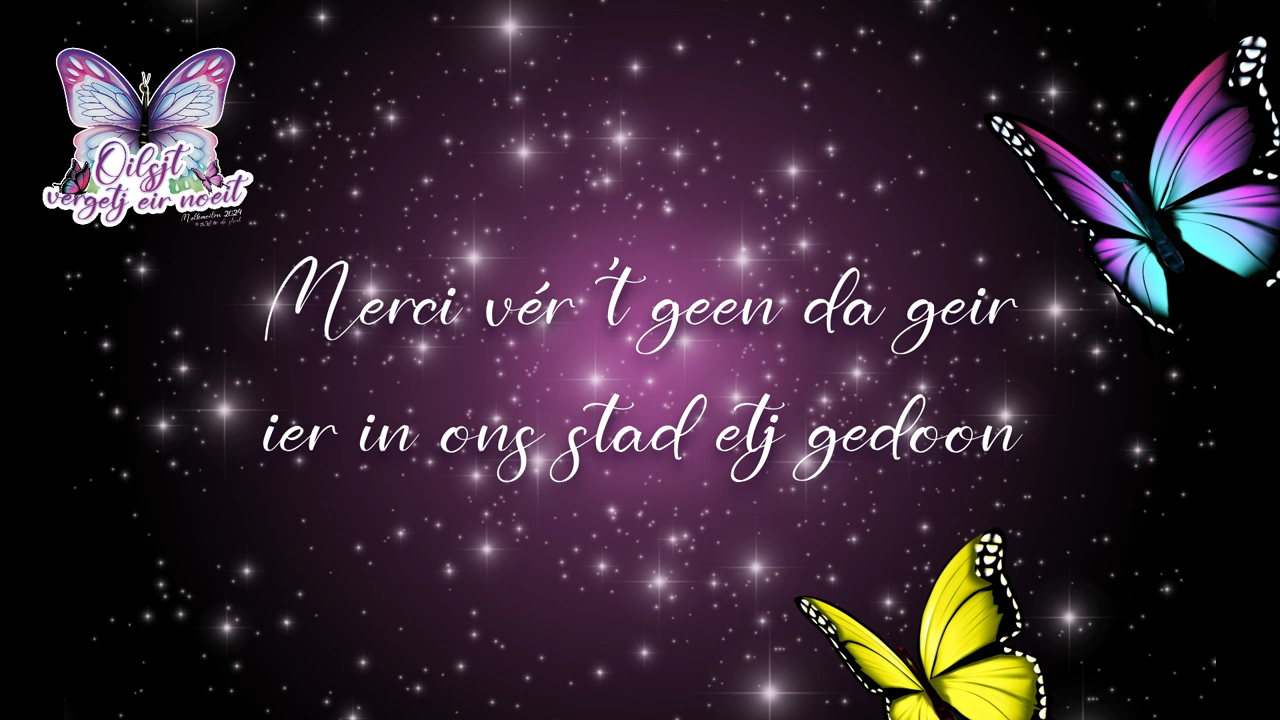 Oilsjt
vergetj eir noeit
Merci vér 't geen da geir
ier in ons stad etj gedoon